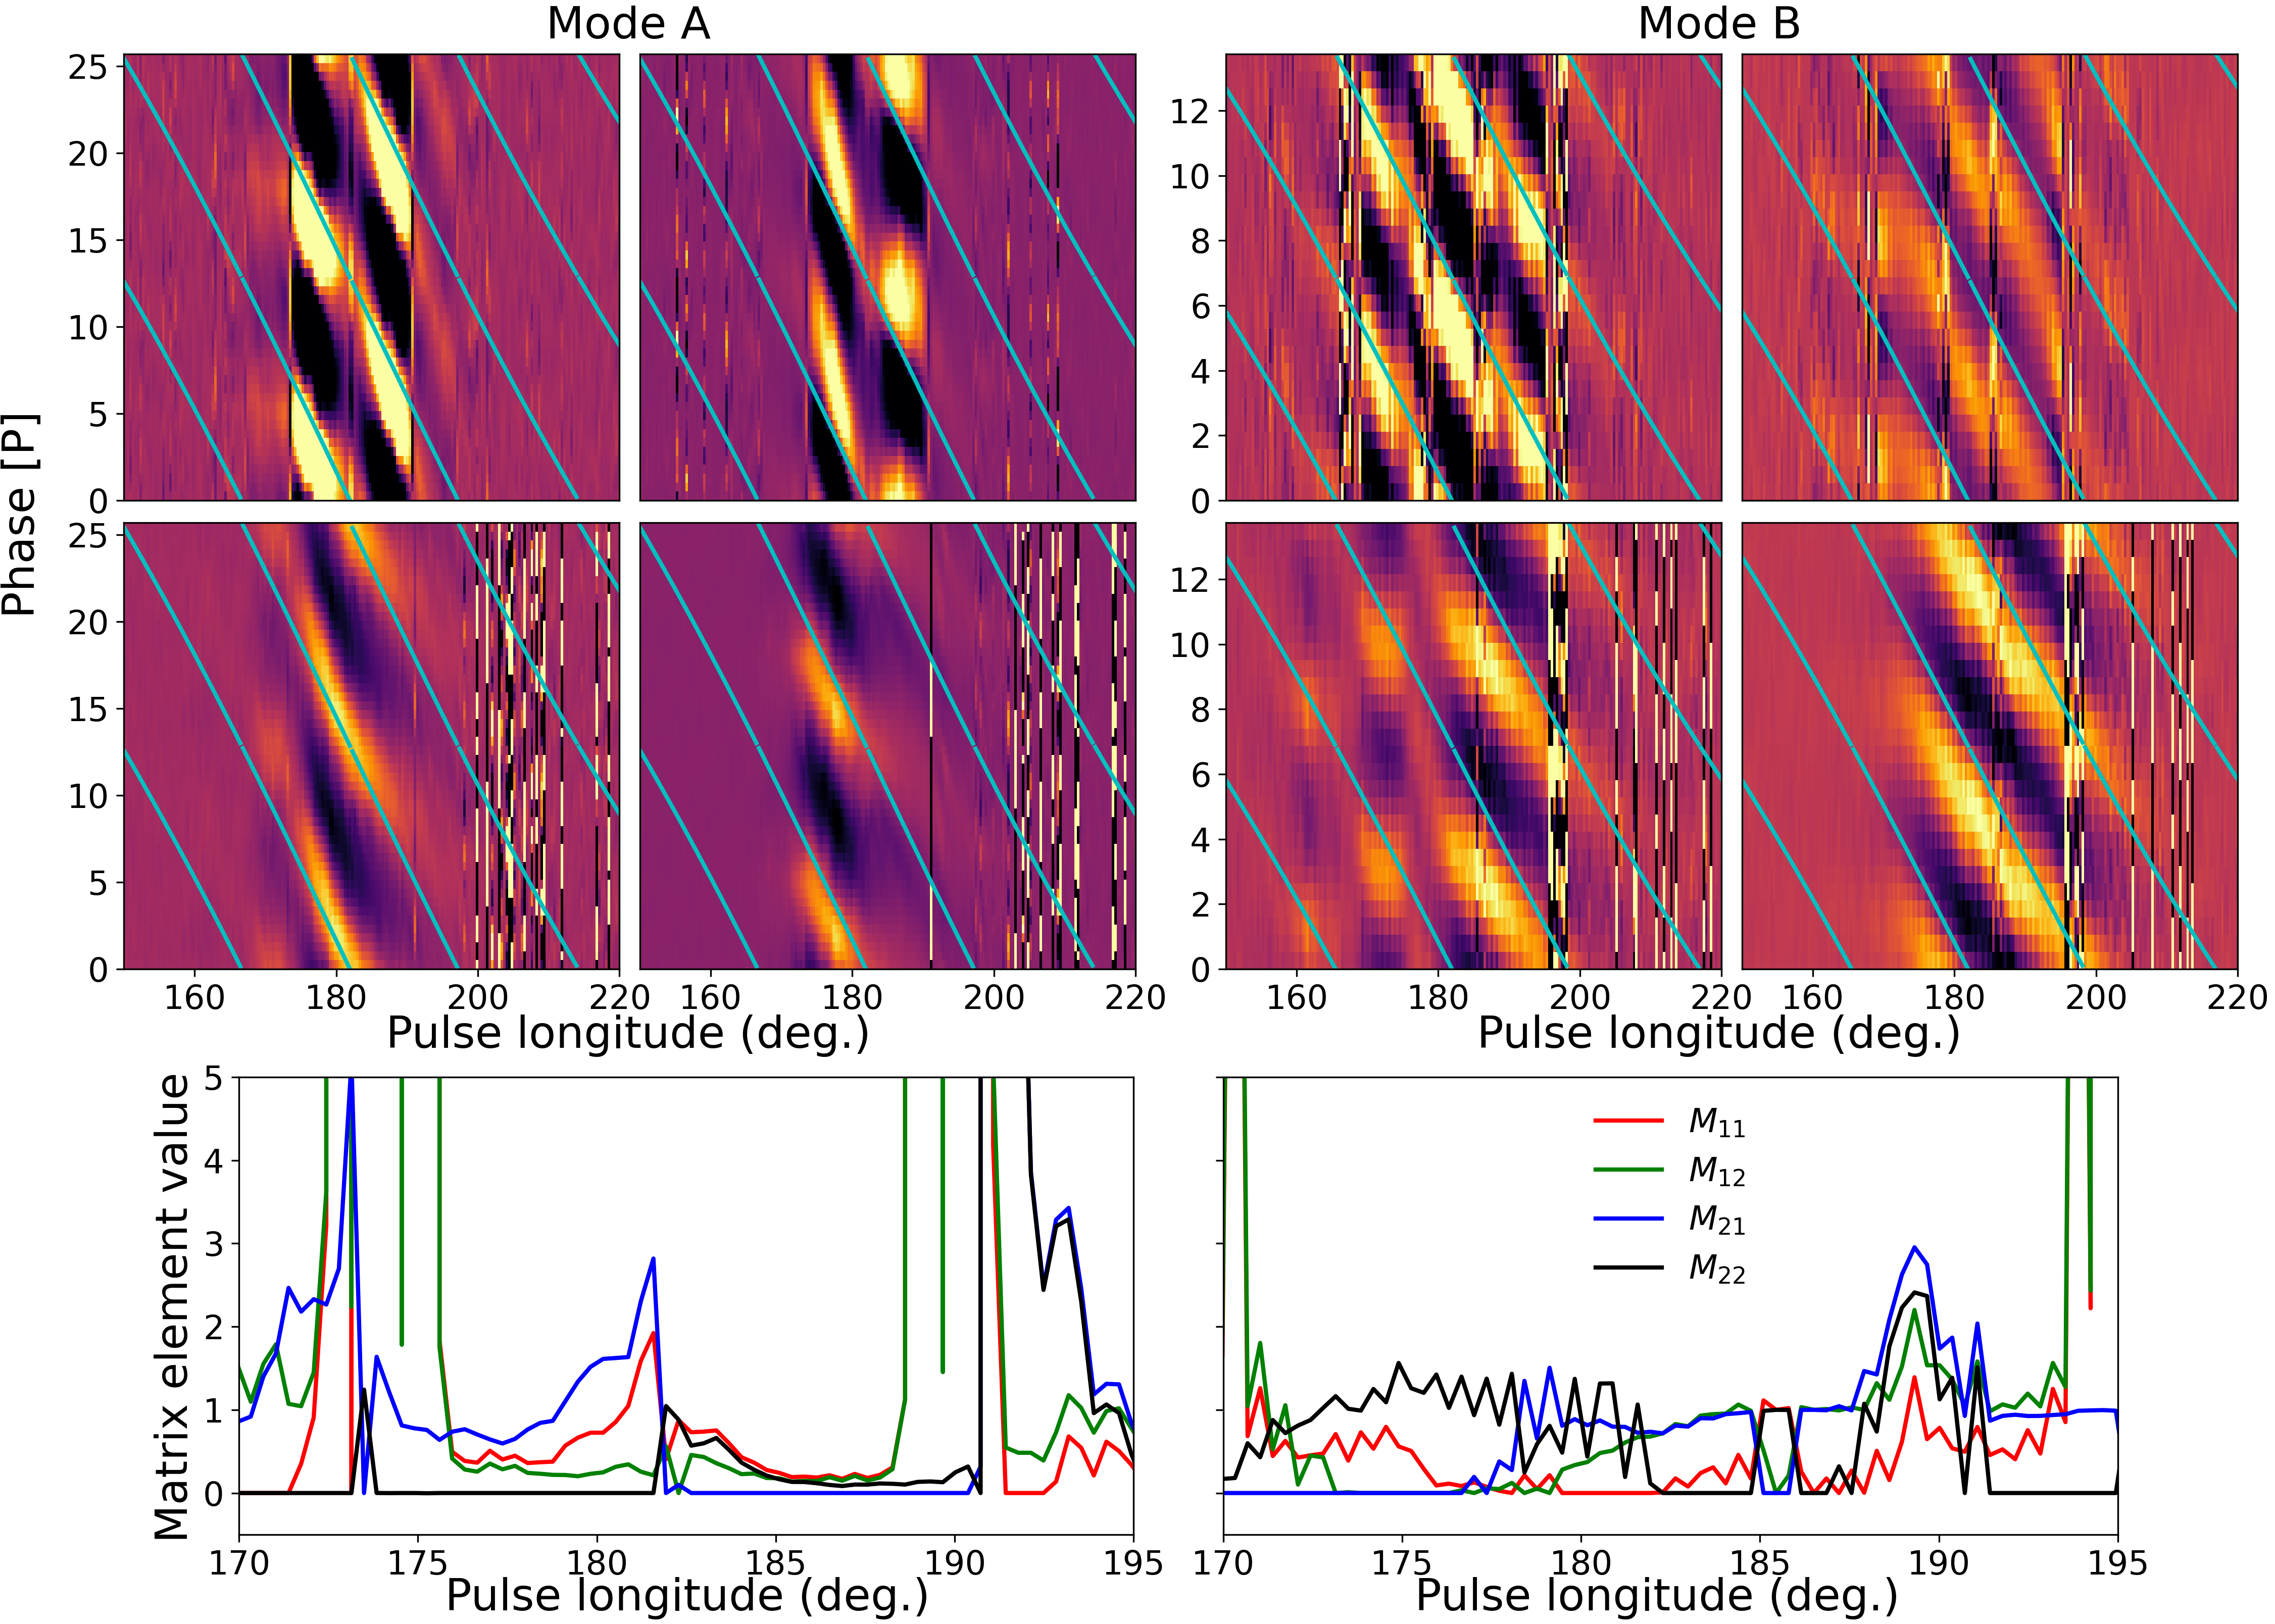 Mode A
Mode B
Phase [P]
25
20
15
10
5
0
12
10
8
6
4
2
0
25
20
15
10
5
0
12
10
8
6
4
2
0
160 180 200 220
160 180 200 220
160 180 200 220
160 180 200 220
Pulse longitude (deg.)
Pulse longitude (deg.)
Matrix element value
5
4
3
2
1
0
M11
M12
M21
M22
170 175 180 185 190 195
170 175 180 185 190 195
Pulse longitude (deg.)
Pulse longitude (deg.)